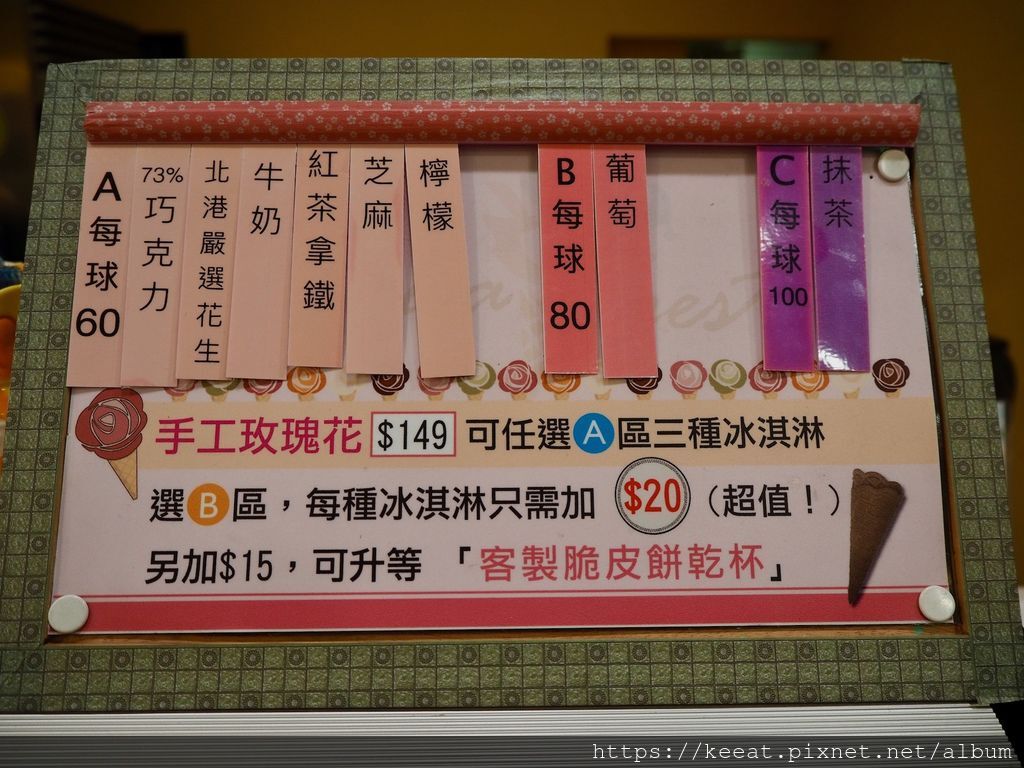 A每球60
73%巧克力
北港嚴選花生
牛奶
紅茶拿鐵
芝麻
檸檬
B每球80
葡萄
C每球100
抹茶
手工玫瑰花 $149 可任選A區三種冰淇淋
選B區，每種冰淇淋只需加 $20（超值！）
另加$15，可升等「客製脆皮餅乾杯」
https://keeat.pixnet.net/album